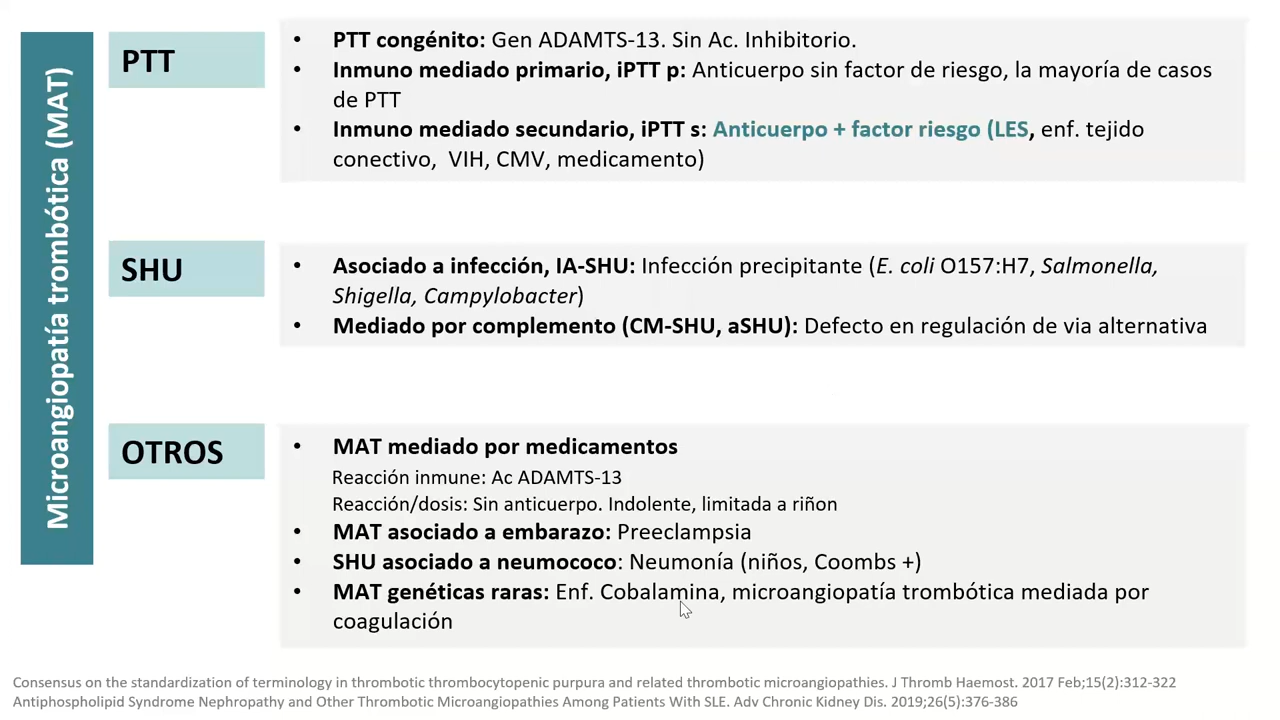 Microangiopatía trombótica (MAT)
PTT
• PTT congénito: Gen ADAMTS-13. Sin Ac. Inhibitorio.
• Inmuno mediado primario, iPTT p: Anticuerpo sin factor de riesgo, la mayoría de casos
de PTT
• Inmuno mediado secundario, iPTT s: Anticuerpo + factor riesgo (LES, enf. tejido
conectivo, VIH, CMV, medicamento)
SHU
• Asociado a infección, IA-SHU: Infección precipitante (E. coli O157:H7, Salmonella,
Shigella, Campylobacter)
• Mediado por complemento (CM-SHU, aSHU): Defecto en regulación de via alternativa
OTROS
• MAT mediado por medicamentos
Reacción inmune: Ac ADAMTS-13
Reacción/dosis: Sin anticuerpo. Indolente, limitada a riñon
• MAT asociado a embarazo: Preeclampsia
• SHU asociado a neumococo: Neumonía (niños, Coombs +)
• MAT genéticas raras: Enf. Cobalamina, microangiopatía trombótica mediada por
coagulación
Consensus on the standardization of terminology in thrombotic thrombocytopenic purpura and related thrombotic microangiopathies. J Thromb Haemost. 2017 Feb;15(2):312-322
Antiphospholipid Syndrome Nephropathy and Other Thrombotic Microangiopathies Among Patients With SLE. Adv Chronic Kidney Dis. 2019;26(5):376-386